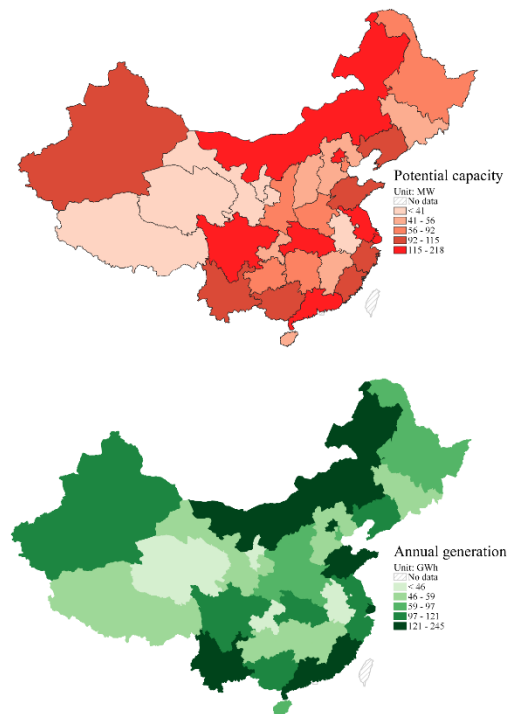 Potential capacity
Unit: MW
No data
< 41
41 - 56
56 - 92
92 - 115
115 - 218
Annual generation
Unit: GWh
No data
< 46
46 - 59
59 - 97
97 - 121
121 - 245